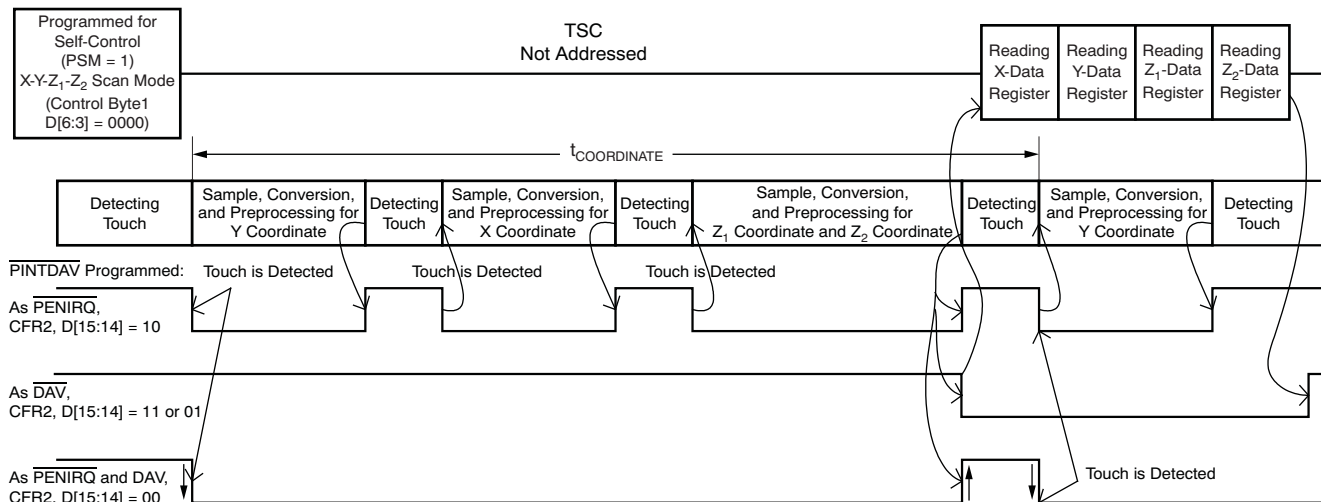 Programmed for
Self-Control
(PSM = 1)
X-Y-Z1-Z2 Scan Mode
(Control Byte1
D[6:3] = 0000)
TSC
Not Addressed
Reading
X-Data
Register
Reading
Y-Data
Register
Reading
Z1-Data
Register
Reading
Z2-Data
Register
tCOORDINATE
Detecting
Touch
Sample, Conversion,
and Preprocessing for
Y Coordinate
Detecting
Touch
Sample, Conversion,
and Preprocessing for
X Coordinate
Detecting
Touch
Sample, Conversion,
and Preprocessing for
Z1 Coordinate and Z2 Coordinate
Detecting
Touch
Sample, Conversion,
and Preprocessing for
Y Coordinate
Detecting
Touch
PINTDAV Programmed:
Touch is Detected
Touch is Detected
Touch is Detected
As PENIRQ,
CFR2, D[15:14] = 10
As DAV,
CFR2, D[15:14] = 11 or 01
As PENIRQ and DAV,
CFR2, D[15:14] = 00
Touch is Detected